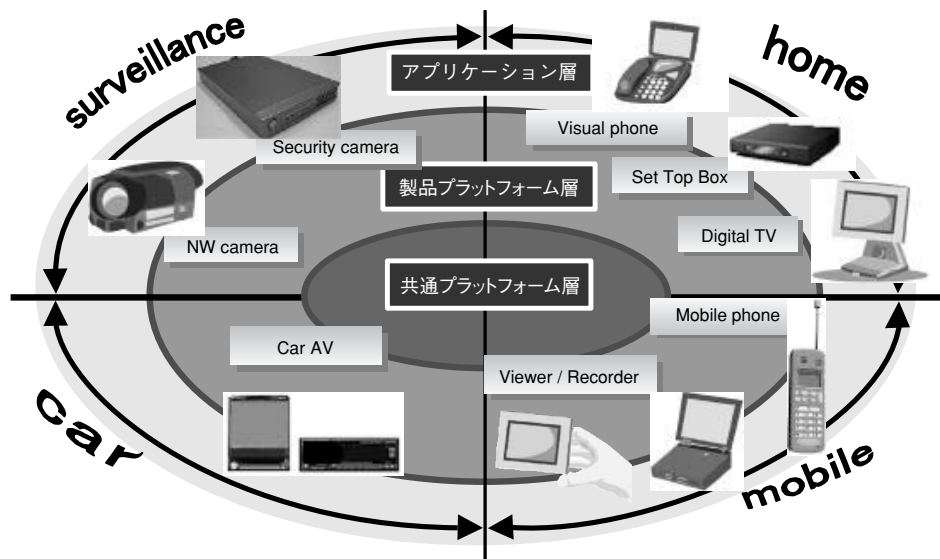 surveillance
home
アプリケーション層
Visual phone
Security camera
製品プラットフォーム層
Set Top Box
NW camera
Digital TV
共通プラットフォーム層
Mobile phone
Car AV
Viewer / Recorder
car
mobile